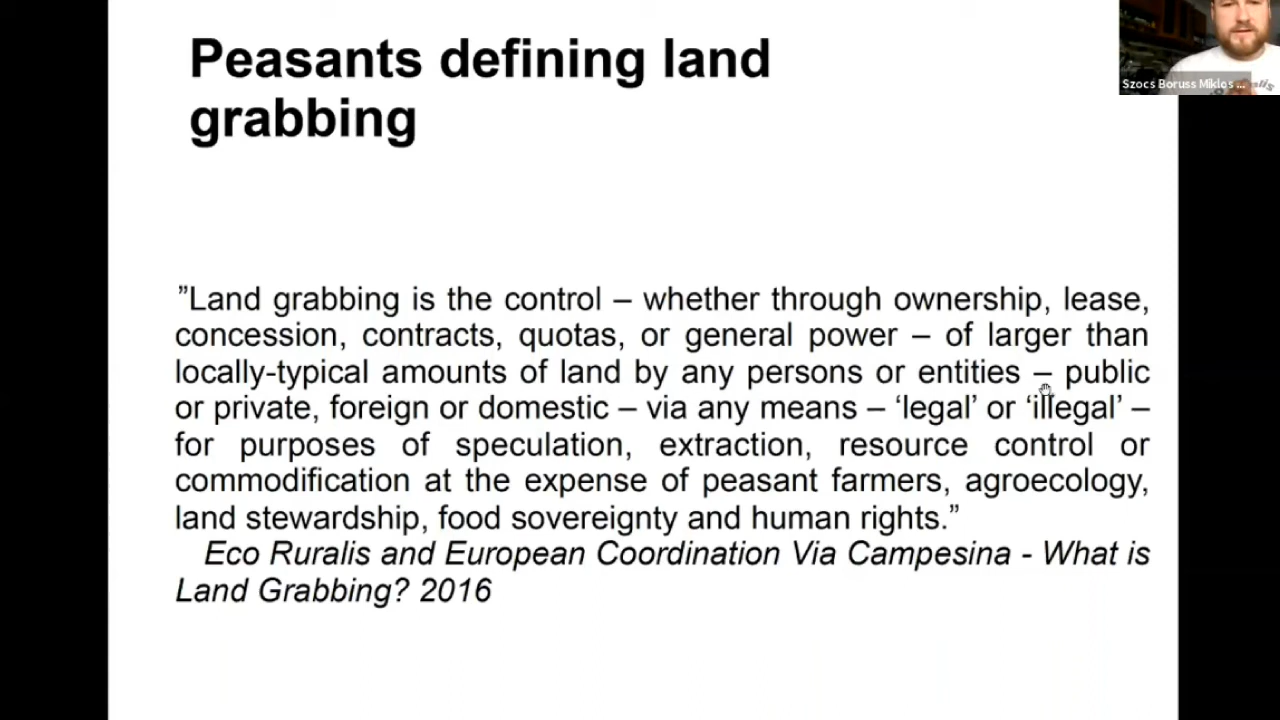 Peasants defining land
grabbing
Szocs Boruss Miklos ...
”Land grabbing is the control – whether through ownership, lease,
concession, contracts, quotas, or general power – of larger than
locally-typical amounts of land by any persons or entities – public
or private, foreign or domestic – via any means – ‘legal’ or ‘illegal’ –
for purposes of speculation, extraction, resource control or
commodification at the expense of peasant farmers, agroecology,
land stewardship, food sovereignty and human rights.”
Eco Ruralis and European Coordination Via Campesina - What is
Land Grabbing? 2016